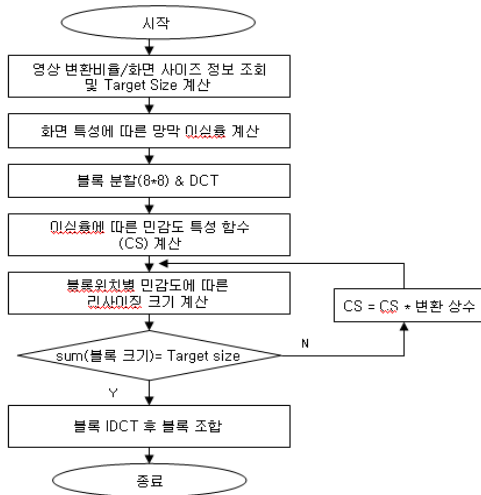 시작
영상 변환비율/화면 사이즈 정보 조회
및 Target Size 계산
화면 특성에 따른 망막 이심율 계산
블록 분할(8*8) & DCT
이심율에 따른 민감도 특성 함수
(CS) 계산
블록위치별 민감도에 따른
리사이징 크기 계산
CS = CS * 변환 상수
sum(블록 크기)= Target size
N
Y
블록 IDCT 후 블록 조합
종료